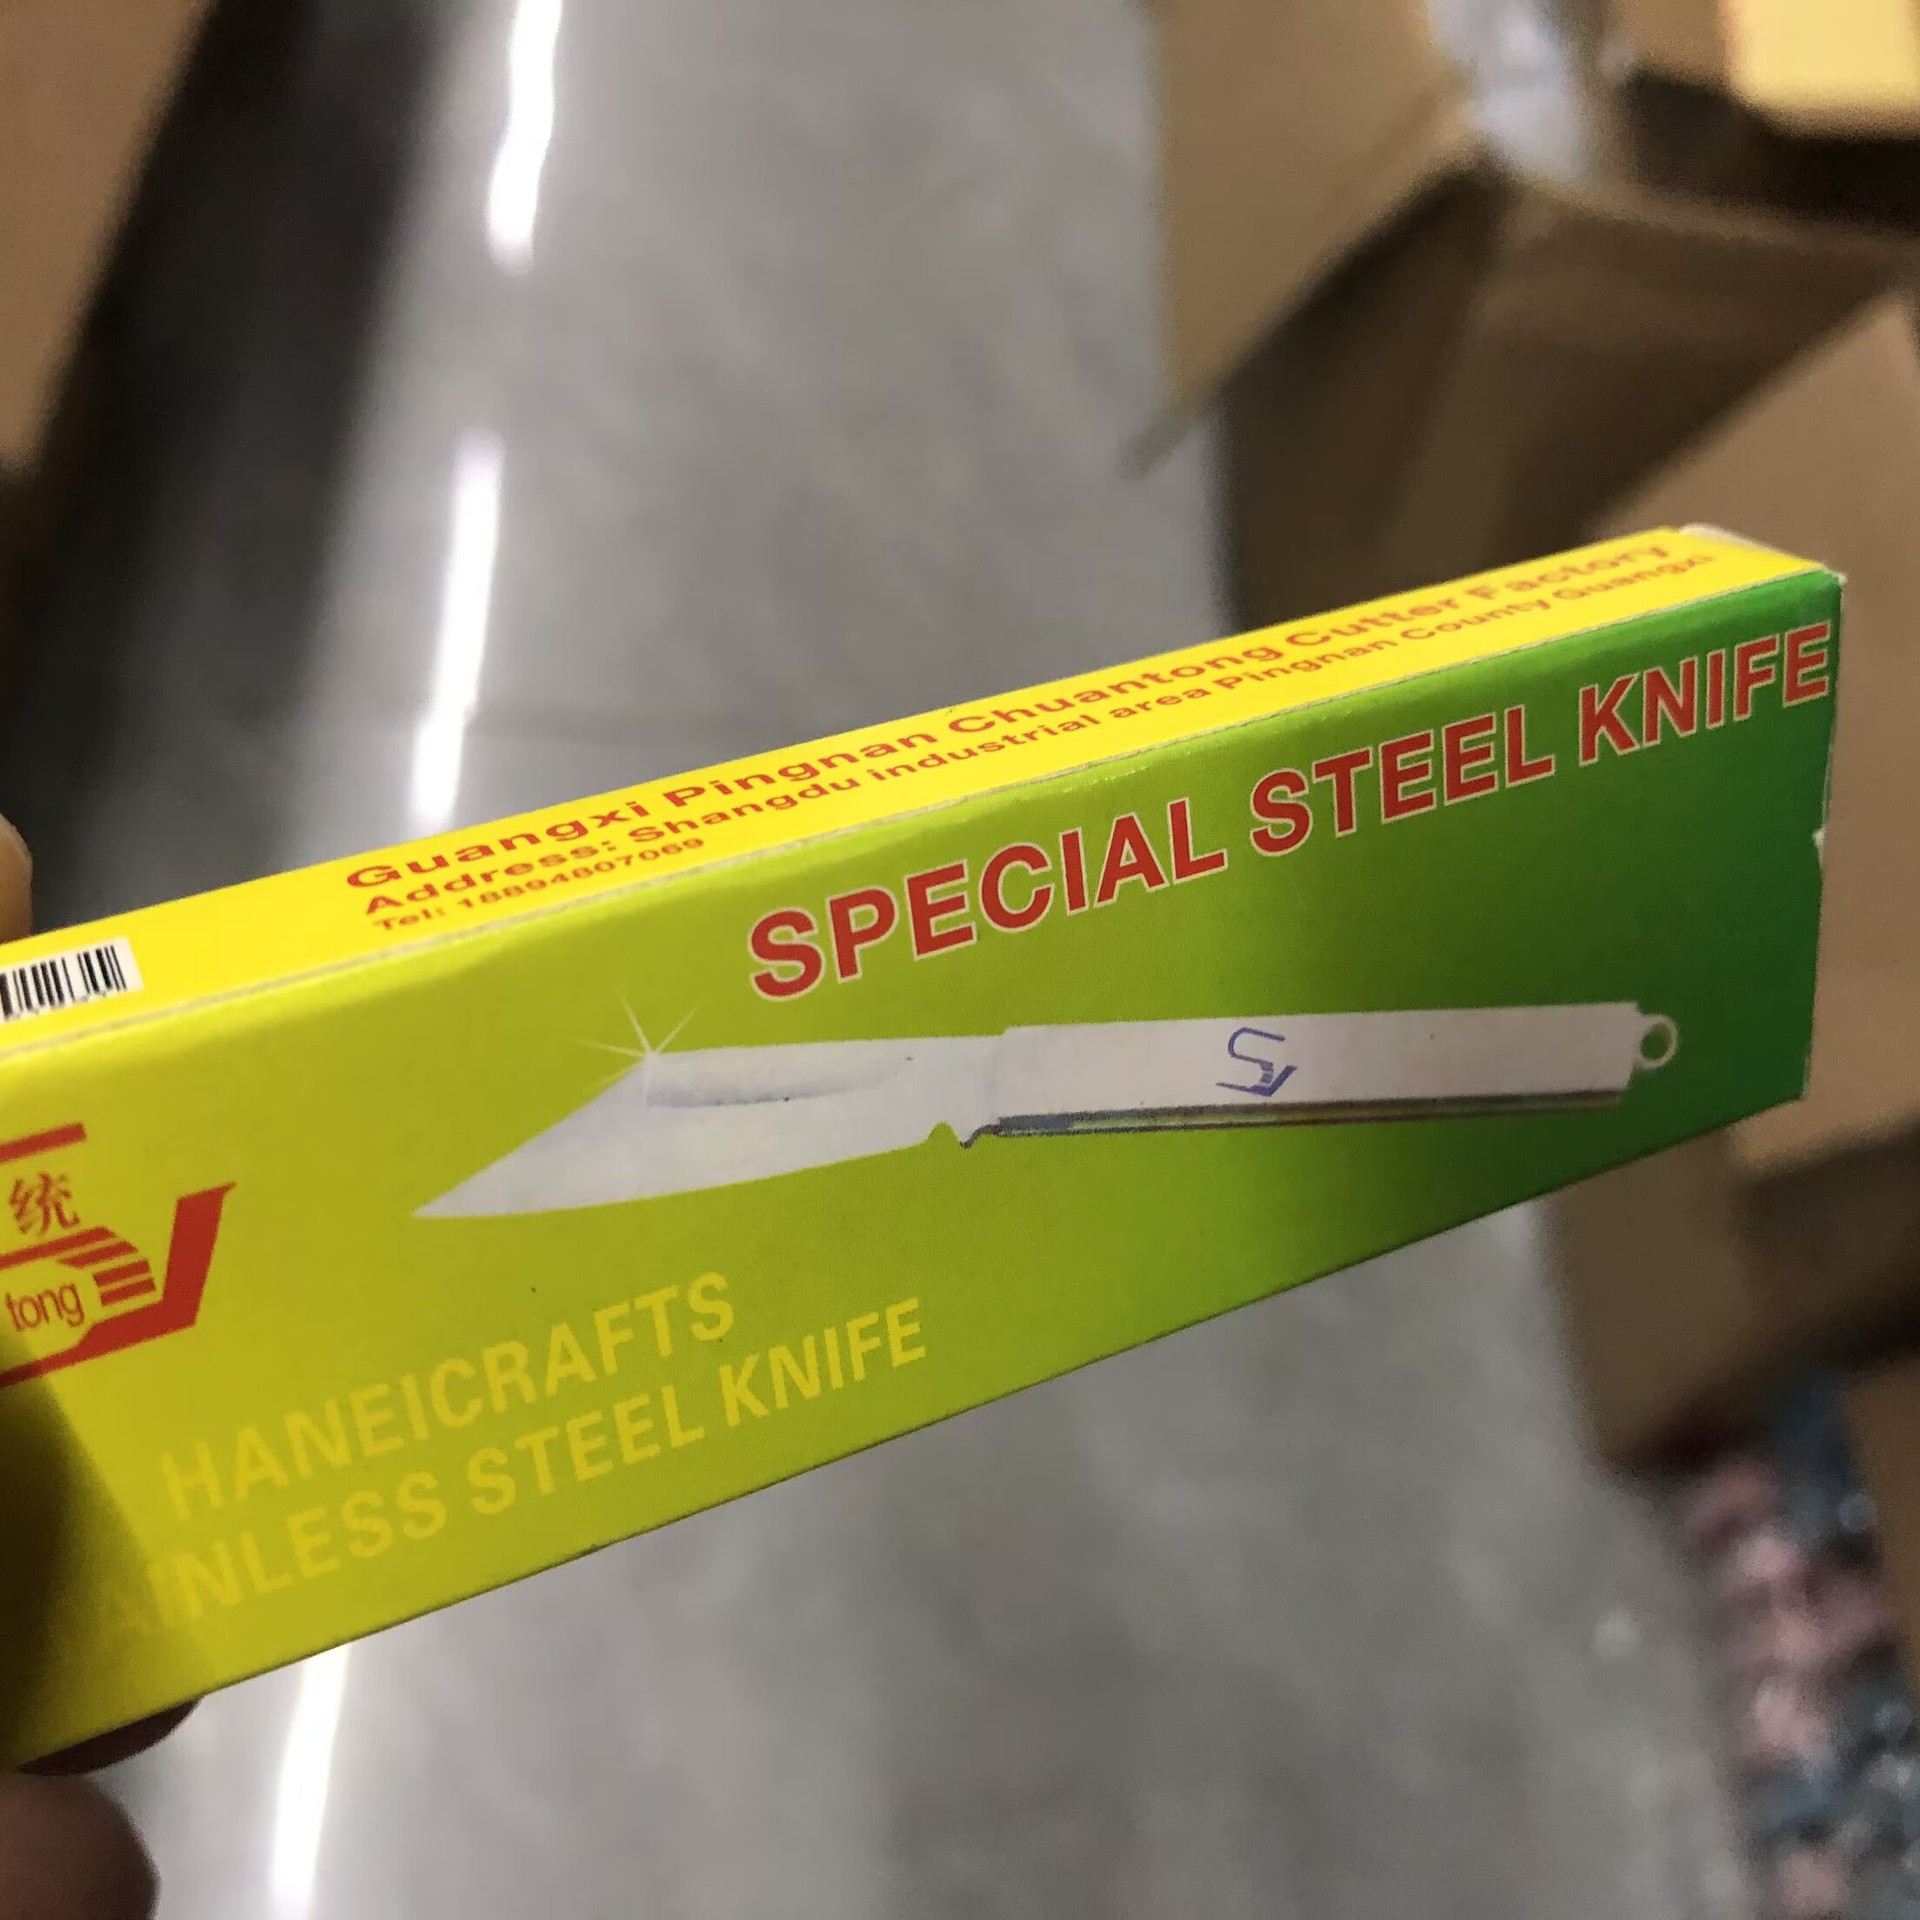 Guangxi Pingnan Chuantong Cutter Factory
Address: Shangdu industrial area Pingnan County Guangxi
Tel: 18894807069
SPECIAL STEEL KNIFE
统
tong
HANEICRAFTS
INLESS STEEL KNIFE